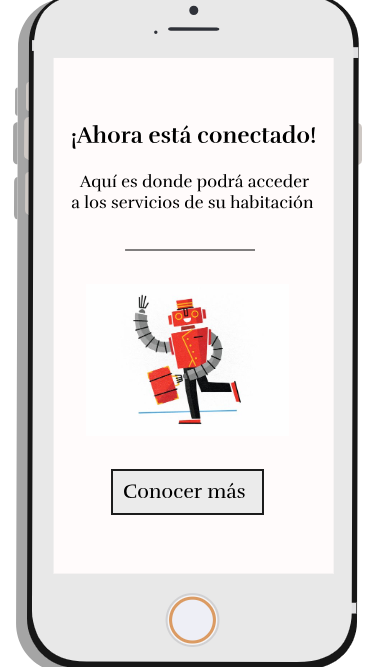 ¡Ahora está conectado!
Aquí es donde podrá acceder
a los servicios de su habitación
Conocer más